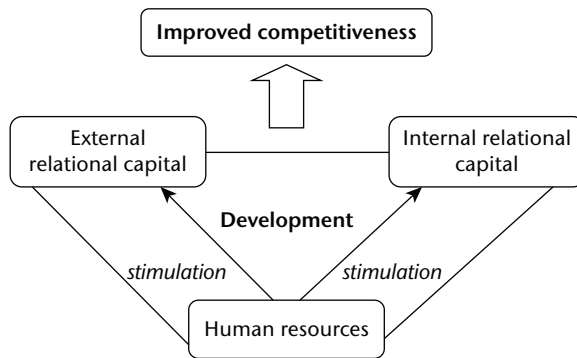 Improved competitiveness
External
relational capital
Internal relational
capital
Development
stimulation
stimulation
Human resources